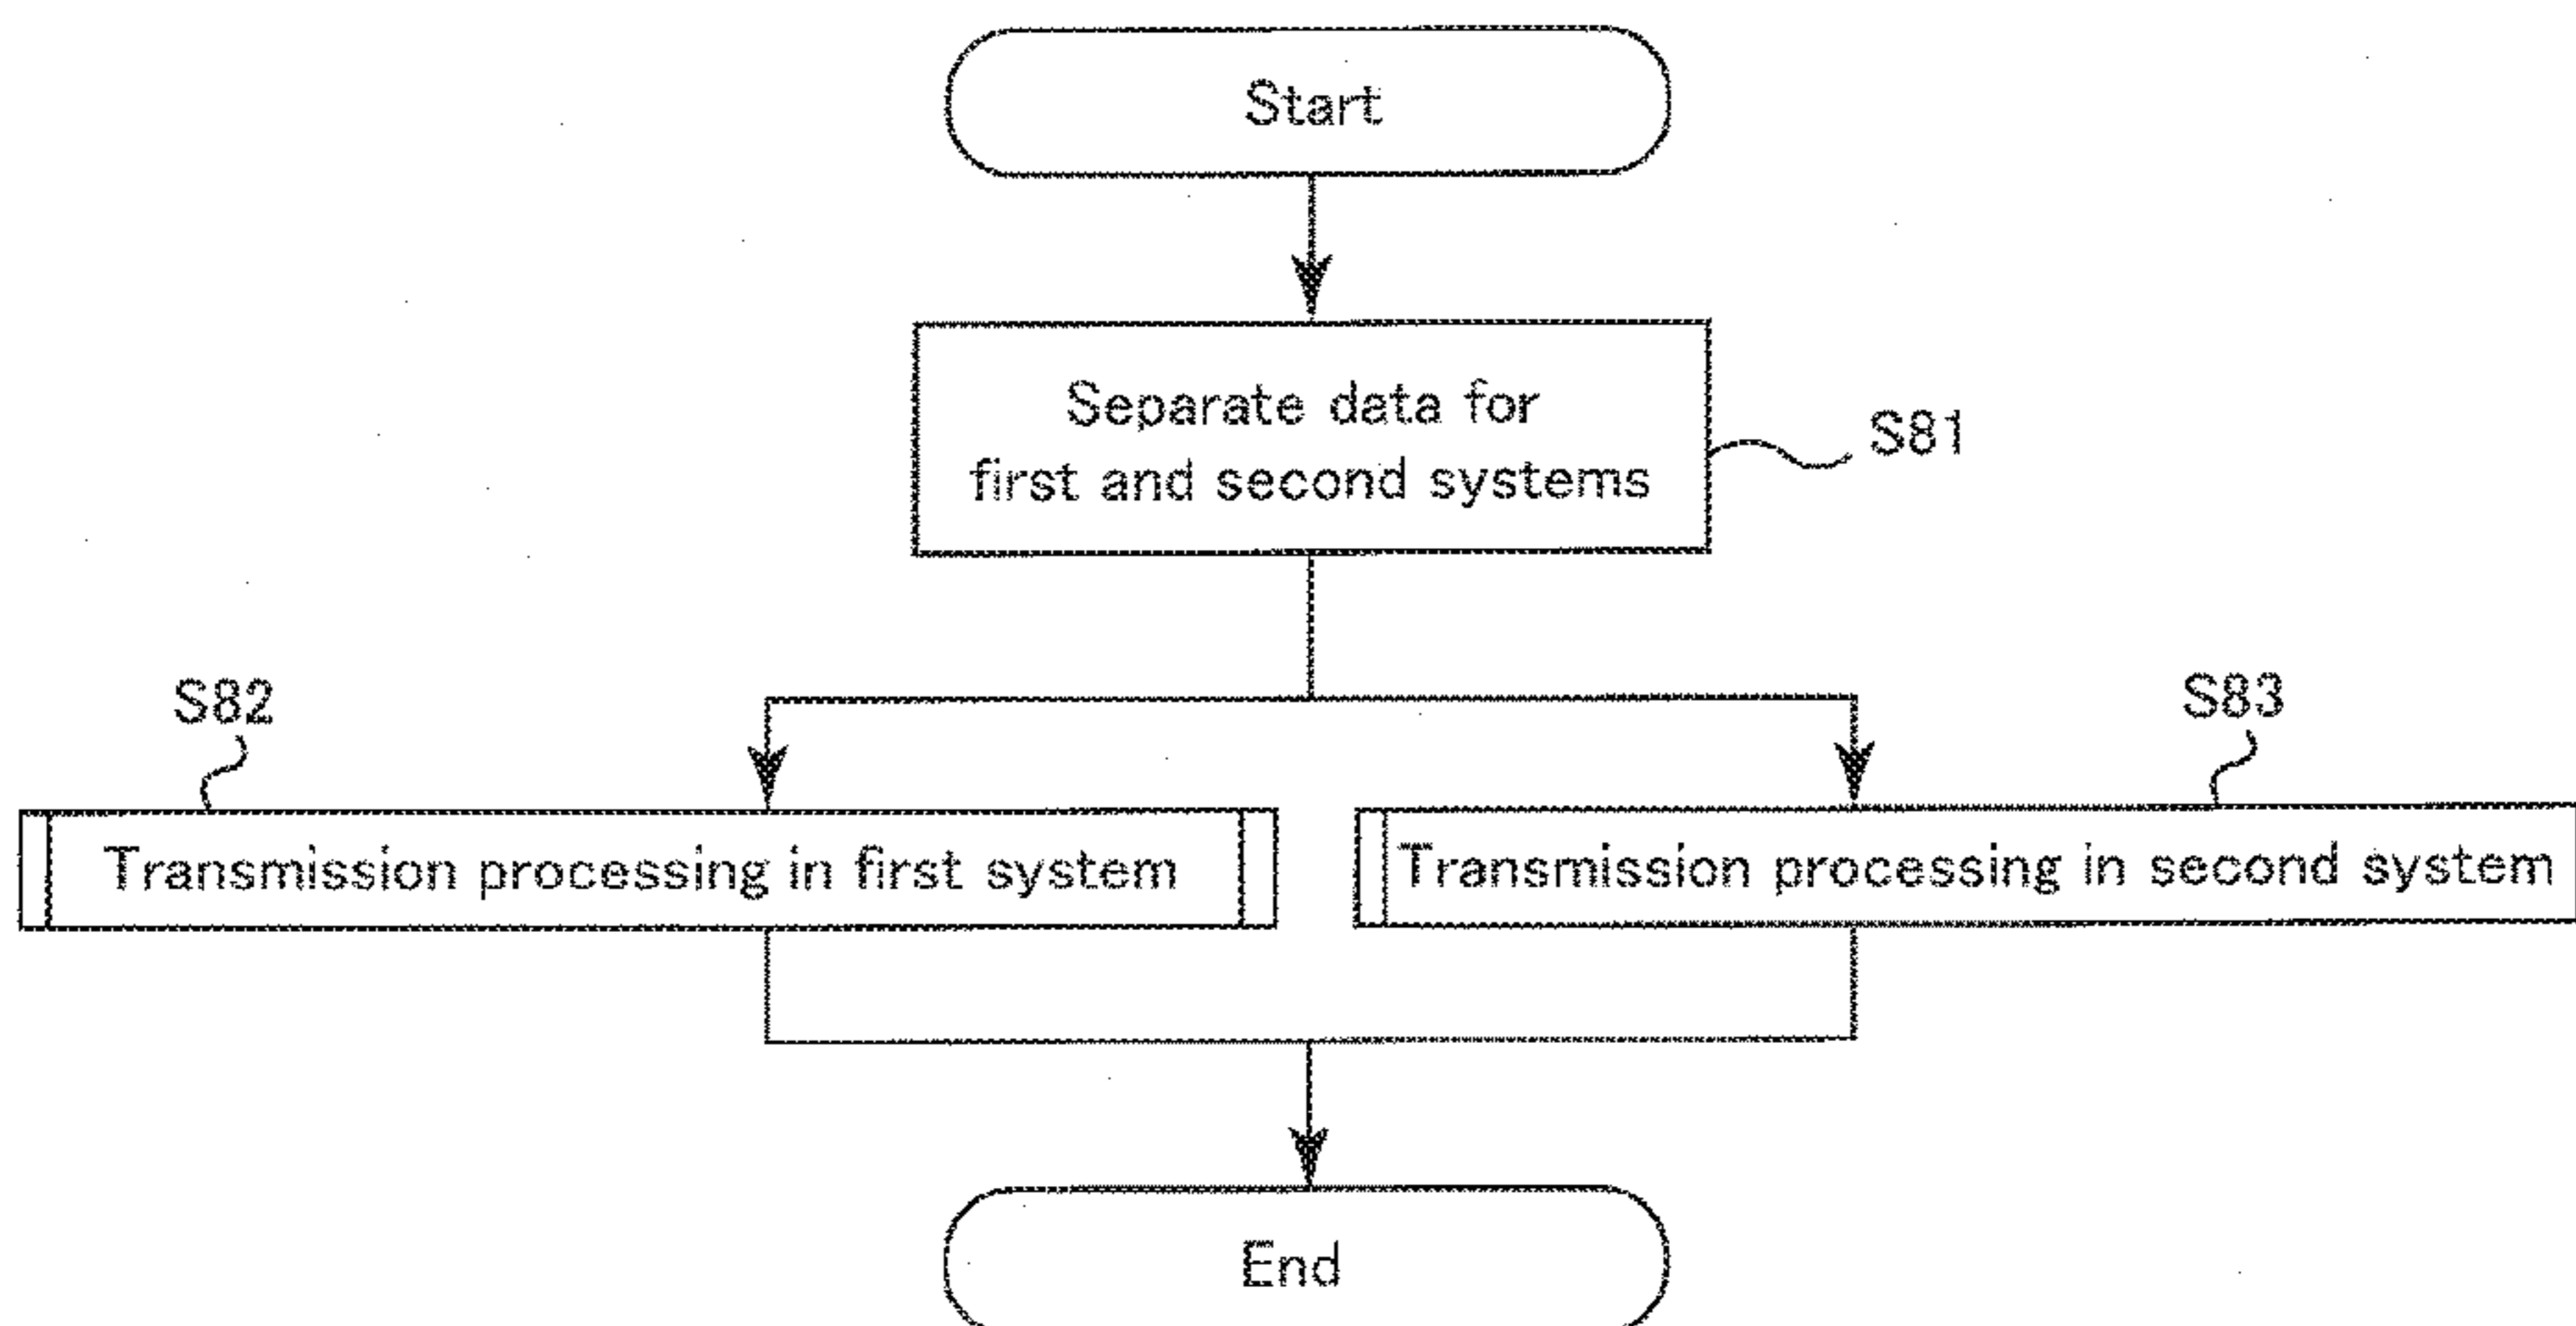 Start
Separate data for
first and second systems
S81
S82
S83
Transmission processing in first system
Transmission processing in second system
End